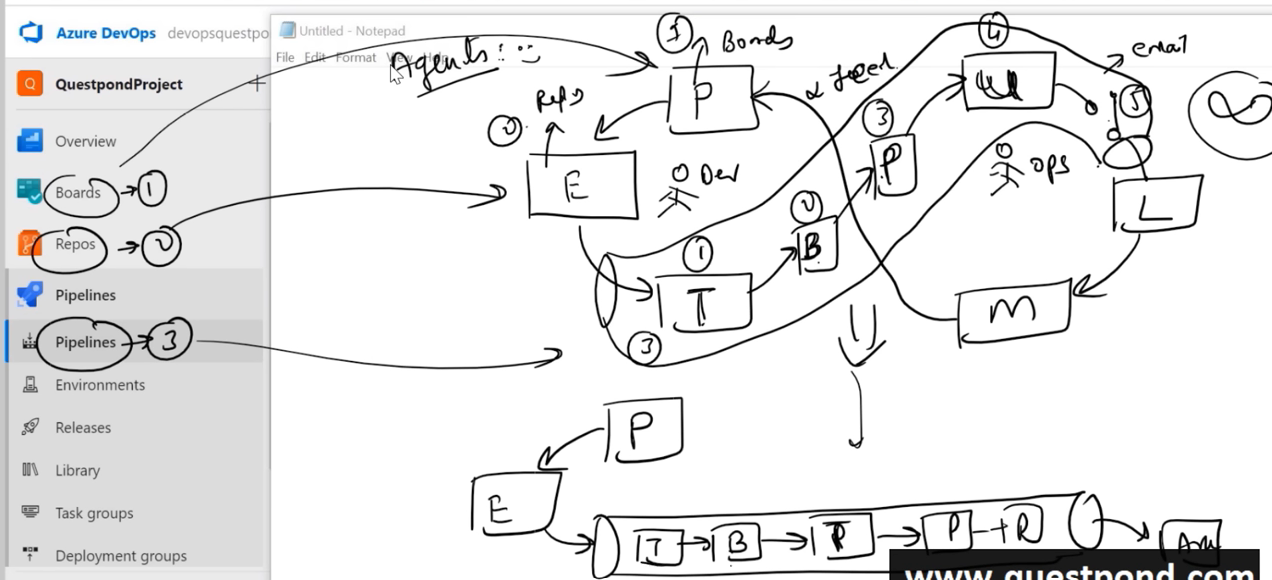 Azure DevOps devopsquestpo
Untitled - Notepad
File Edit Format View Help
QuestpondProject +
Overview
Boards 1
Repos 2
Pipelines
Pipelines 3
Environments
Releases
Library
Task groups
Deployment groups
Agents:
1 Boards
P
Repo
2
E
Dev
1
T
2
B
3
P
4
email
5
ops
L
M
3
P
E
T B P P R
www.questpond.com